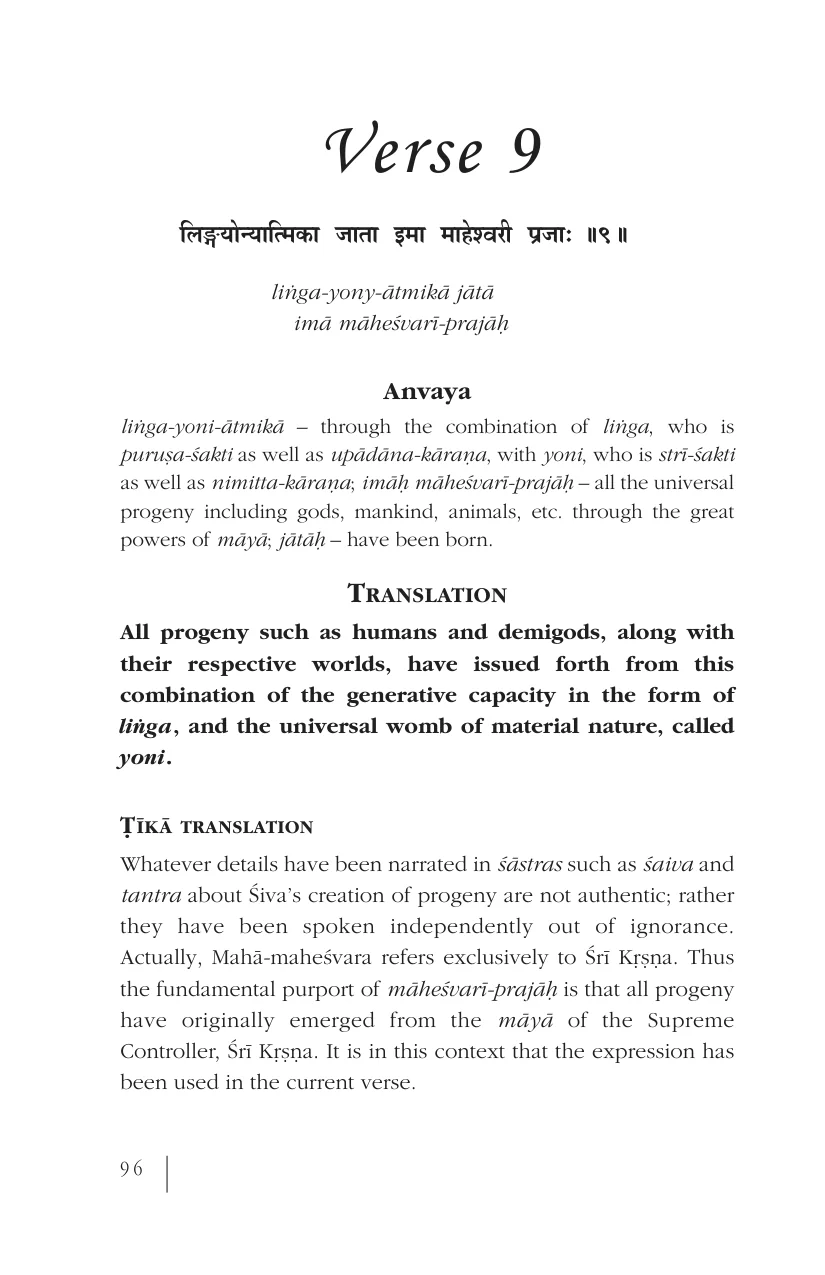 Verse 9
लिङ्गयोन्यात्मिका जाता इमा माहेश्वरी प्रजाः ॥९॥
liṅga-yony-ātmikā jātā
imā māheśvarī-prajāḥ
Anvaya
liṅga-yoni-ātmikā – through the combination of liṅga, who is
puruṣa-śakti as well as upādāna-kāraṇa, with yoni, who is strī-śakti
as well as nimitta-kāraṇa; imāḥ māheśvarī-prajāḥ – all the universal
progeny including gods, mankind, animals, etc. through the great
powers of māyā; jātāḥ – have been born.
TRANSLATION
All progeny such as humans and demigods, along with
their respective worlds, have issued forth from this
combination of the generative capacity in the form of
liṅga, and the universal womb of material nature, called
yoni.
ṬĪKĀ TRANSLATION
Whatever details have been narrated in śāstras such as śaiva and
tantra about Śiva’s creation of progeny are not authentic; rather
they have been spoken independently out of ignorance.
Actually, Mahā-maheśvara refers exclusively to Śrī Kṛṣṇa. Thus
the fundamental purport of māheśvarī-prajāḥ is that all progeny
have originally emerged from the māyā of the Supreme
Controller, Śrī Kṛṣṇa. It is in this context that the expression has
been used in the current verse.
96